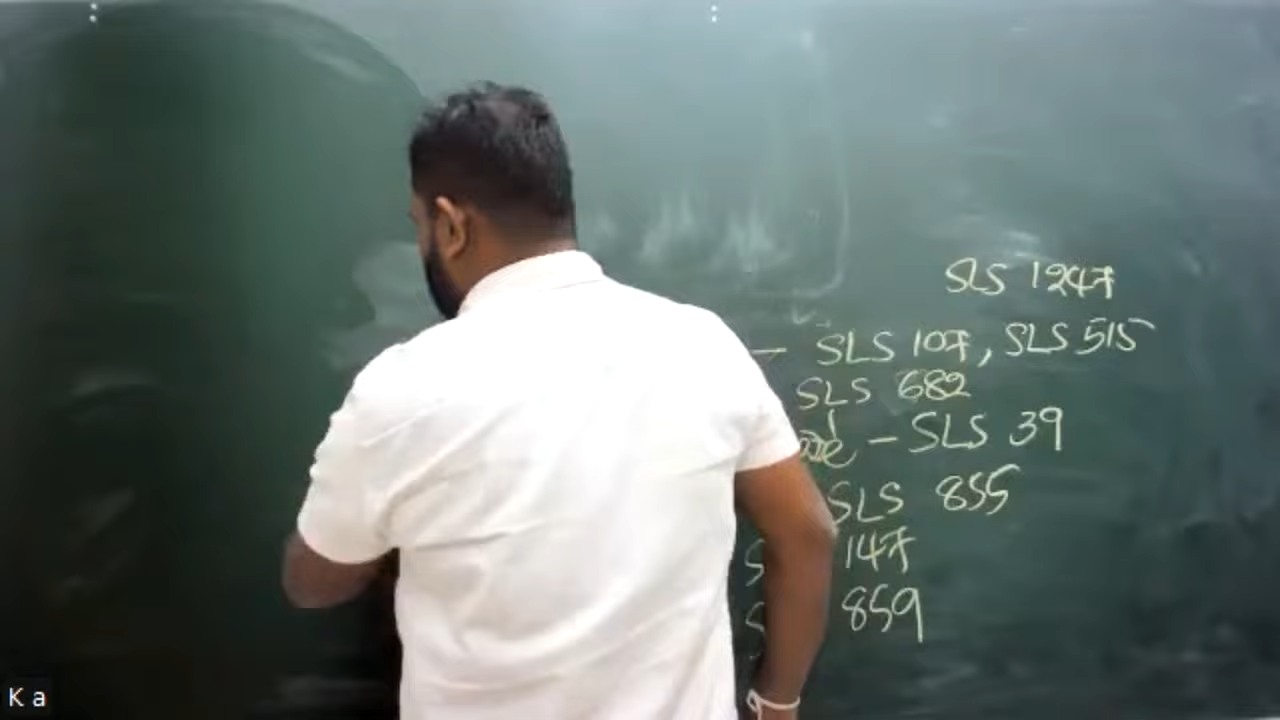 SLS 1247
– SLS 107, SLS 515
SLS 682
– SLS 39
SLS 855
S 147
S 859
K a